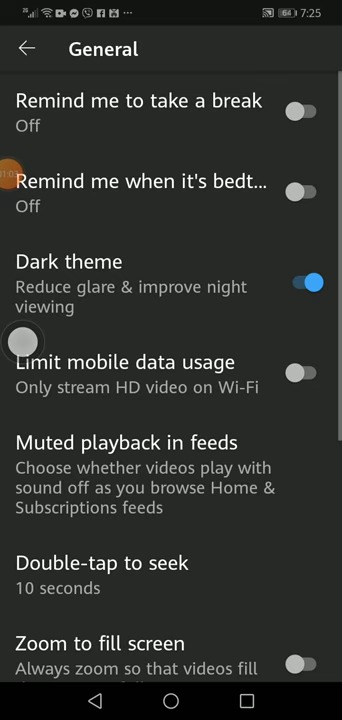 64 7:25
General
Remind me to take a break
Off
Remind me when it's bedt...
Off
Dark theme
Reduce glare & improve night
viewing
Limit mobile data usage
Only stream HD video on Wi-Fi
Muted playback in feeds
Choose whether videos play with
sound off as you browse Home &
Subscriptions feeds
Double-tap to seek
10 seconds
Zoom to fill screen
Always zoom so that videos fill